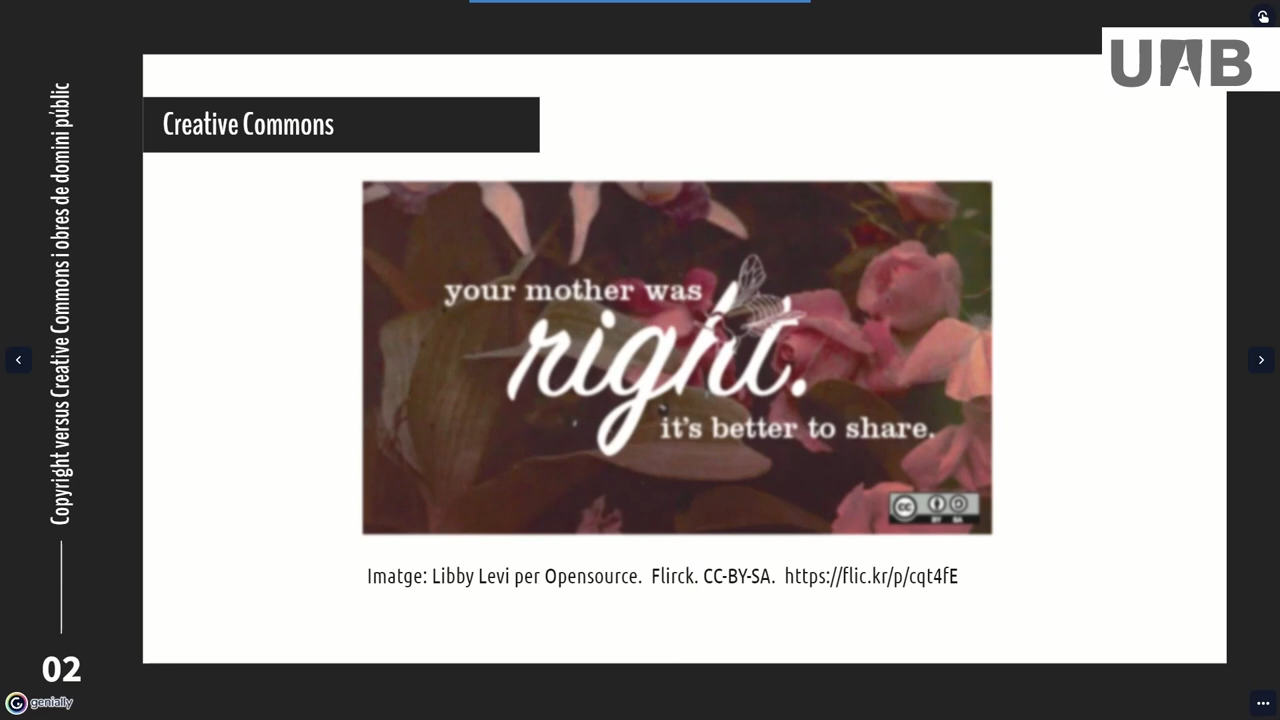 UAB
Creative Commons
Copyright versus Creative Commons i obres de domini públic
your mother was
right.
it's better to share.
cc
BY SA
Imatge: Libby Levi per Opensource. Flirck. CC-BY-SA. https://flic.kr/p/cqt4fE
02
genially